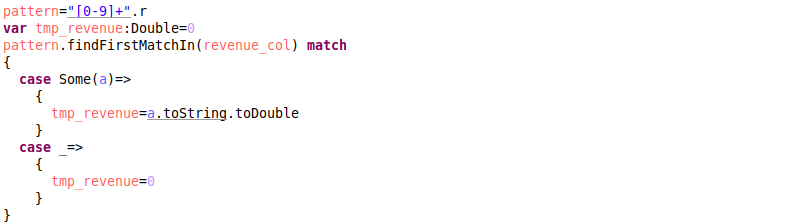 pattern="[0-9]+".r
var tmp_revenue:Double=0
pattern.findFirstMatchIn(revenue_col) match
{
  case Some(a)=>
    {
      tmp_revenue=a.toString.toDouble
    }
  case _=>
    {
      tmp_revenue=0
    }
}